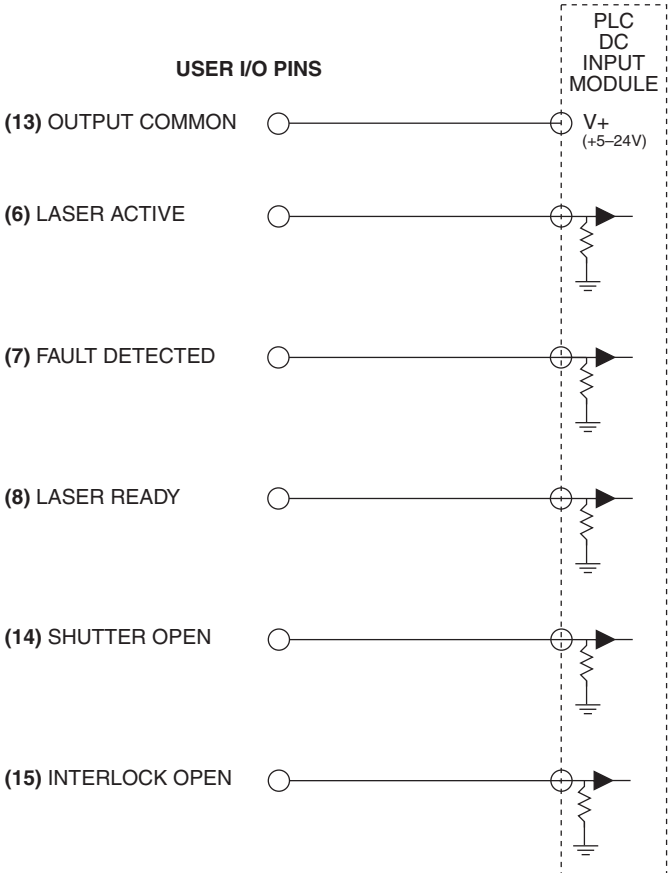 PLC
DC
INPUT
MODULE
USER I/O PINS
(13) OUTPUT COMMON
V+
(+5–24V)
(6) LASER ACTIVE
(7) FAULT DETECTED
(8) LASER READY
(14) SHUTTER OPEN
(15) INTERLOCK OPEN